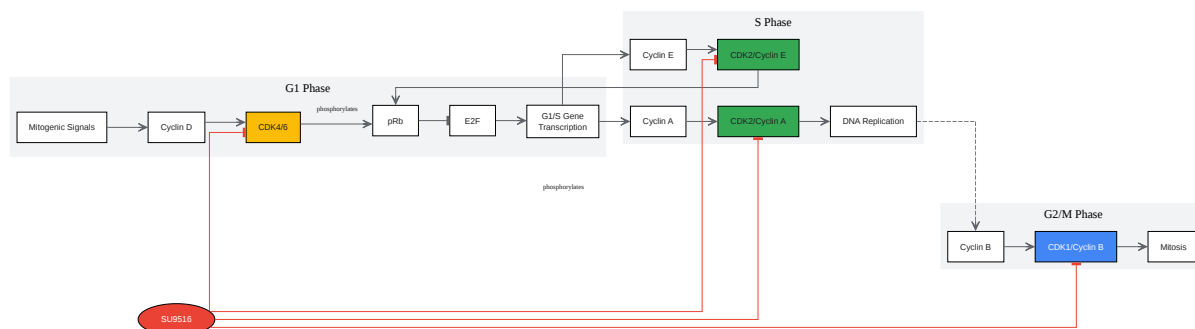 S Phase
Cyclin E
CDK2/Cyclin E
G1 Phase
Mitogenic Signals
Cyclin D
CDK4/6
phosphorylates
pRb
E2F
G1/S Gene
Transcription
Cyclin A
CDK2/Cyclin A
DNA Replication
phosphorylates
G2/M Phase
Cyclin B
CDK1/Cyclin B
Mitosis
SU9516